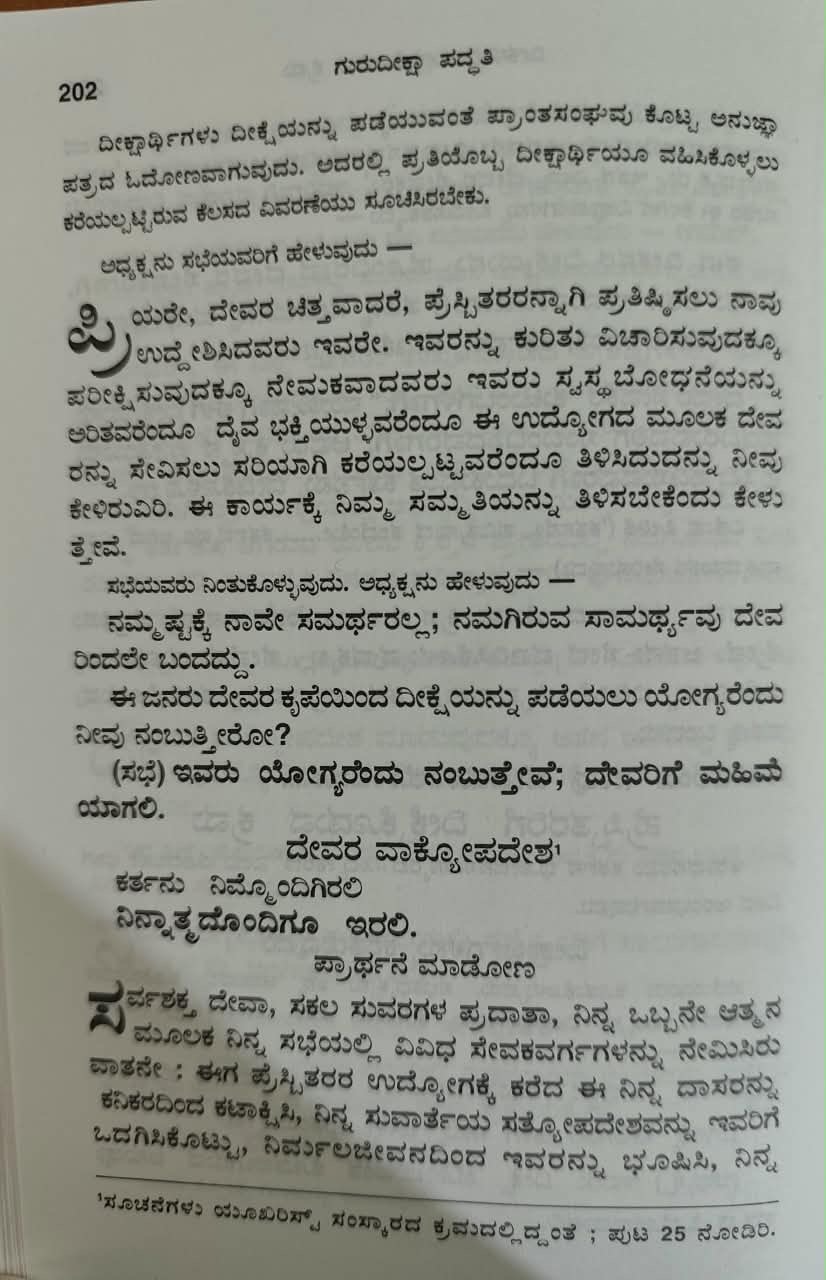 202
ಗುರುದೀಕ್ಷಾ ಪದ್ಧತಿ
ದೀಕ್ಷಾರ್ಥಿಗಳು ದೀಕ್ಷೆಯನ್ನು ಪಡೆಯುವಂತೆ ಪ್ರಾಂತಸಂಘವು ಕೊಟ್ಟ ಅನುಜ್ಞಾ
ಪತ್ರದ ಓದೋಣವಾಗುವುದು. ಅದರಲ್ಲಿ ಪ್ರತಿಯೊಬ್ಬ ದೀಕ್ಷಾರ್ಥಿಯೂ ವಹಿಸಿಕೊಳ್ಳಲು
ಕರೆಯಲ್ಪಟ್ಟಿರುವ ಕೆಲಸದ ವಿವರಣೆಯು ಸೂಚಿಸಿರಬೇಕು.
ಅಧ್ಯಕ್ಷನು ಸಭೆಯವರಿಗೆ ಹೇಳುವುದು —
ಪ್ರಿಯರೇ, ದೇವರ ಚಿತ್ತವಾದರೆ, ಪ್ರೆಸ್ಬಿತರರನ್ನಾಗಿ ಪ್ರತಿಷ್ಠಿಸಲು ನಾವು
ಉದ್ದೇಶಿಸಿದವರು ಇವರೇ. ಇವರನ್ನು ಕುರಿತು ವಿಚಾರಿಸುವುದಕ್ಕೂ
ಪರೀಕ್ಷಿಸುವುದಕ್ಕೂ ನೇಮಕವಾದವರು ಇವರು ಸ್ವಸ್ಥಬೋಧನೆಯನ್ನು
ಅರಿತವರೆಂದೂ ದೈವ ಭಕ್ತಿಯುಳ್ಳವರೆಂದೂ ಈ ಉದ್ಯೋಗದ ಮೂಲಕ ದೇವ
ರನ್ನು ಸೇವಿಸಲು ಸರಿಯಾಗಿ ಕರೆಯಲ್ಪಟ್ಟವರೆಂದೂ ತಿಳಿಸಿದುದನ್ನು ನೀವು
ಕೇಳಿರುವಿರಿ. ಈ ಕಾರ್ಯಕ್ಕೆ ನಿಮ್ಮ ಸಮ್ಮತಿಯನ್ನು ತಿಳಿಸಬೇಕೆಂದು ಕೇಳು
ತ್ತೇವೆ.
ಸಭೆಯವರು ನಿಂತುಕೊಳ್ಳುವುದು. ಅಧ್ಯಕ್ಷನು ಹೇಳುವುದು —
ನಮ್ಮಷ್ಟಕ್ಕೆ ನಾವೇ ಸಮರ್ಥರಲ್ಲ; ನಮಗಿರುವ ಸಾಮರ್ಥ್ಯವು ದೇವ
ರಿಂದಲೇ ಬಂದದ್ದು.
ಈ ಜನರು ದೇವರ ಕೃಪೆಯಿಂದ ದೀಕ್ಷೆಯನ್ನು ಪಡೆಯಲು ಯೋಗ್ಯರೆಂದು
ನೀವು ನಂಬುತ್ತೀರೋ?
(ಸಭೆ) ಇವರು ಯೋಗ್ಯರೆಂದು ನಂಬುತ್ತೇವೆ; ದೇವರಿಗೆ ಮಹಿಮೆ
ಯಾಗಲಿ.
ದೇವರ ವಾಕ್ಯೋಪದೇಶ¹
ಕರ್ತನು ನಿಮ್ಮೊಂದಿಗಿರಲಿ
ನಿನ್ನಾತ್ಮದೊಂದಿಗೂ ಇರಲಿ.
ಪ್ರಾರ್ಥನೆ ಮಾಡೋಣ
ಸರ್ವಶಕ್ತ ದೇವಾ, ಸಕಲ ಸುವರಗಳ ಪ್ರದಾತಾ, ನಿನ್ನ ಒಬ್ಬನೇ ಆತ್ಮನ
ಮೂಲಕ ನಿನ್ನ ಸಭೆಯಲ್ಲಿ ವಿವಿಧ ಸೇವಕವರ್ಗಗಳನ್ನು ನೇಮಿಸಿರು
ವಾತನೇ : ಈಗ ಪ್ರೆಸ್ಬಿತರರ ಉದ್ಯೋಗಕ್ಕೆ ಕರೆದ ಈ ನಿನ್ನ ದಾಸರನ್ನು
ಕನಿಕರದಿಂದ ಕಟಾಕ್ಷಿಸಿ, ನಿನ್ನ ಸುವಾರ್ತೆಯ ಸತ್ಯೋಪದೇಶವನ್ನು ಇವರಿಗೆ
ಒದಗಿಸಿಕೊಟ್ಟು, ನಿರ್ಮಲಜೀವನದಿಂದ ಇವರನ್ನು ಭೂಷಿಸಿ, ನಿನ್ನ
¹ಸೂಚನೆಗಳು ಯೂಖರಿಸ್ಟ್ ಸಂಸ್ಕಾರದ ಕ್ರಮದಲ್ಲಿದ್ದಂತೆ ; ಪುಟ 25 ನೋಡಿರಿ.